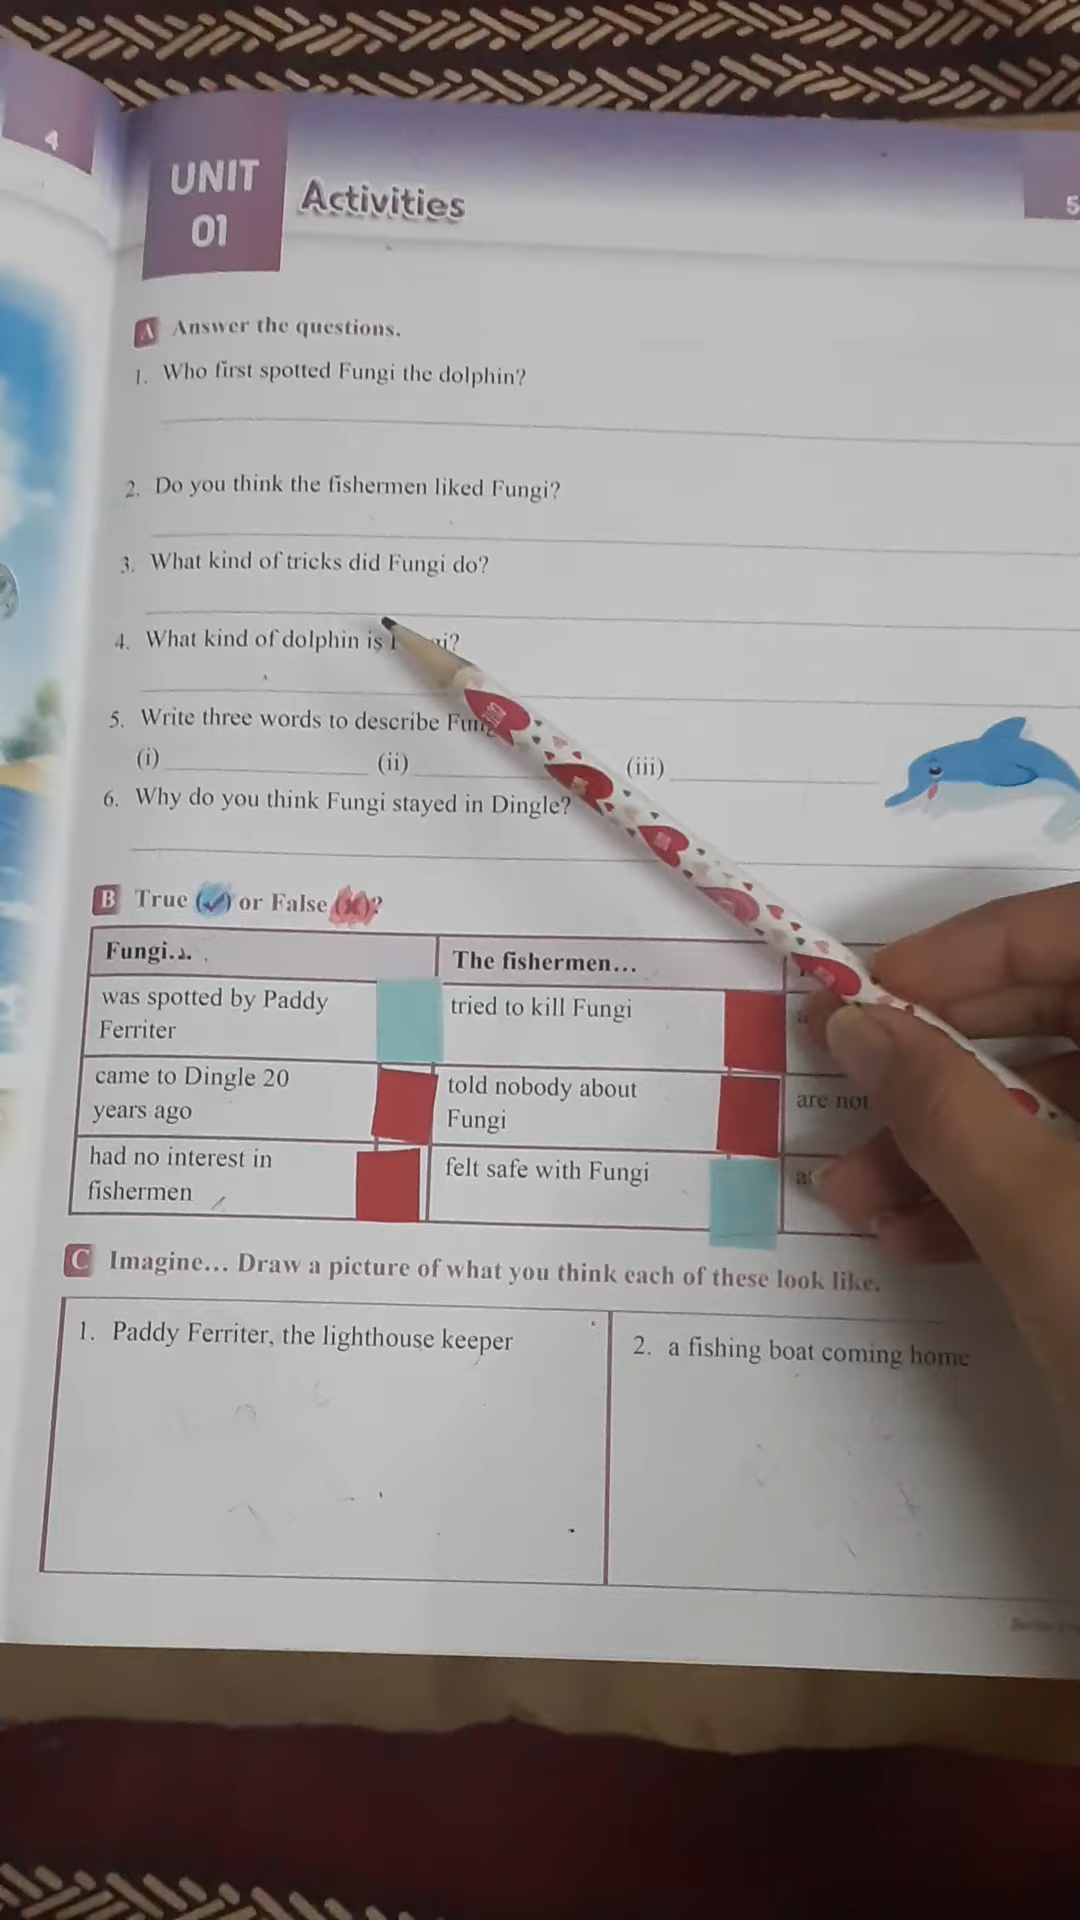 4
UNIT
01
Activities
5
A Answer the questions.
1. Who first spotted Fungi the dolphin?
2. Do you think the fishermen liked Fungi?
3. What kind of tricks did Fungi do?
4. What kind of dolphin is
5. Write three words to describe
(i) (ii) (iii)
6. Why do you think Fungi stayed in Dingle?
B True (✓) or False (✗)?
Fungi... The fishermen...
was spotted by Paddy
Ferriter
tried to kill Fungi
came to Dingle 20
years ago
told nobody about
Fungi
are not
had no interest in
fishermen
felt safe with Fungi
C Imagine... Draw a picture of what you think each of these look like.
1. Paddy Ferriter, the lighthouse keeper
2. a fishing boat coming home